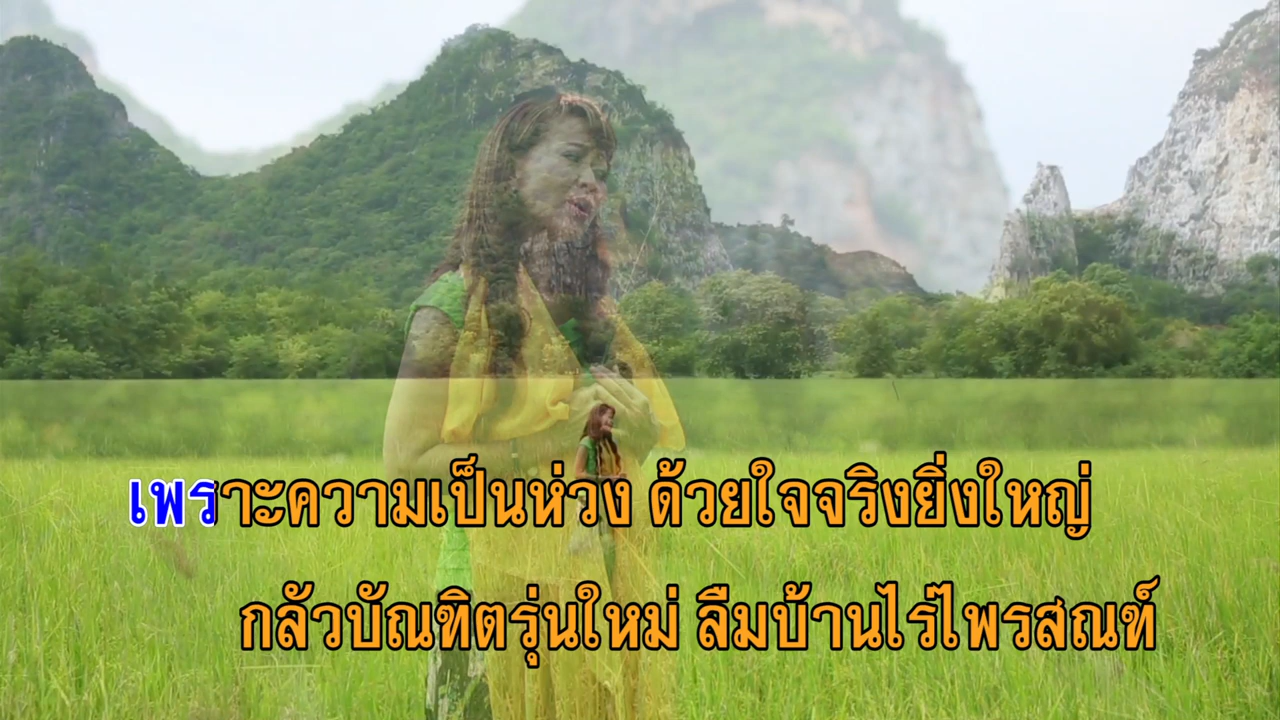 เพราะความเป็นห่วง ด้วยใจจริงยิ่งใหญ่
กลัวบัณฑิตรุ่นใหม่ ลืมบ้านไร่ไพรสณฑ์